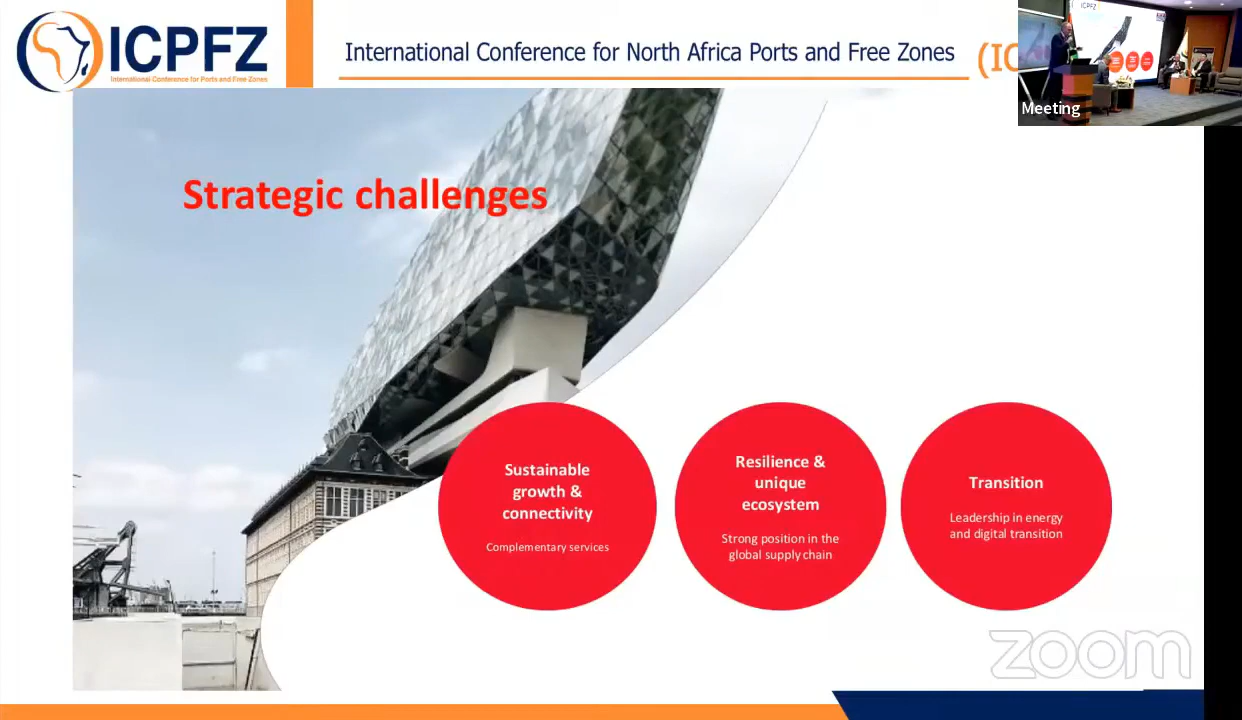 ICPFZ
International Conference for Ports and Free Zones
International Conference for North Africa Ports and Free Zones
(IC
ICPFZ
Meeting
Strategic challenges
Sustainable
growth &
connectivity
Complementary services
Resilience &
unique
ecosystem
Strong position in the
global supply chain
Transition
Leadership in energy
and digital transition
zoom